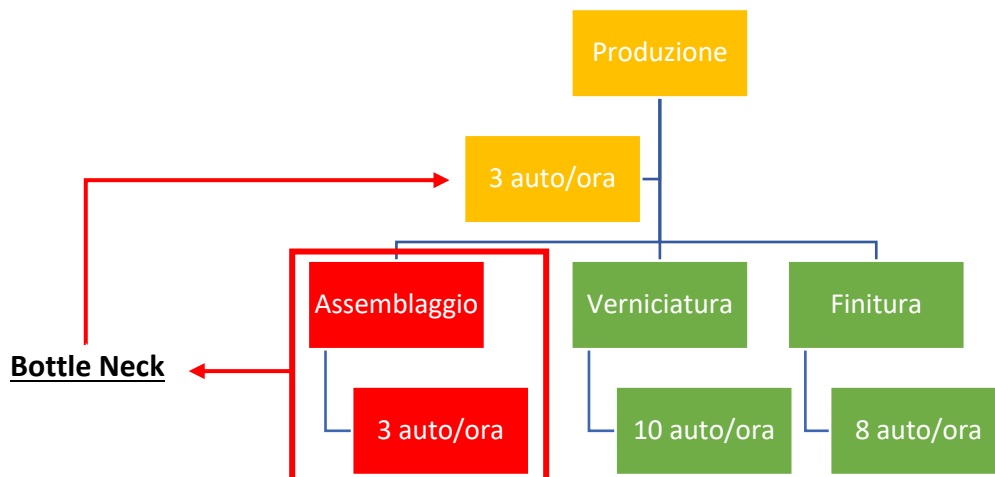 Produzione
3 auto/ora
Assemblaggio
Verniciatura
Finitura
Bottle Neck
3 auto/ora
10 auto/ora
8 auto/ora